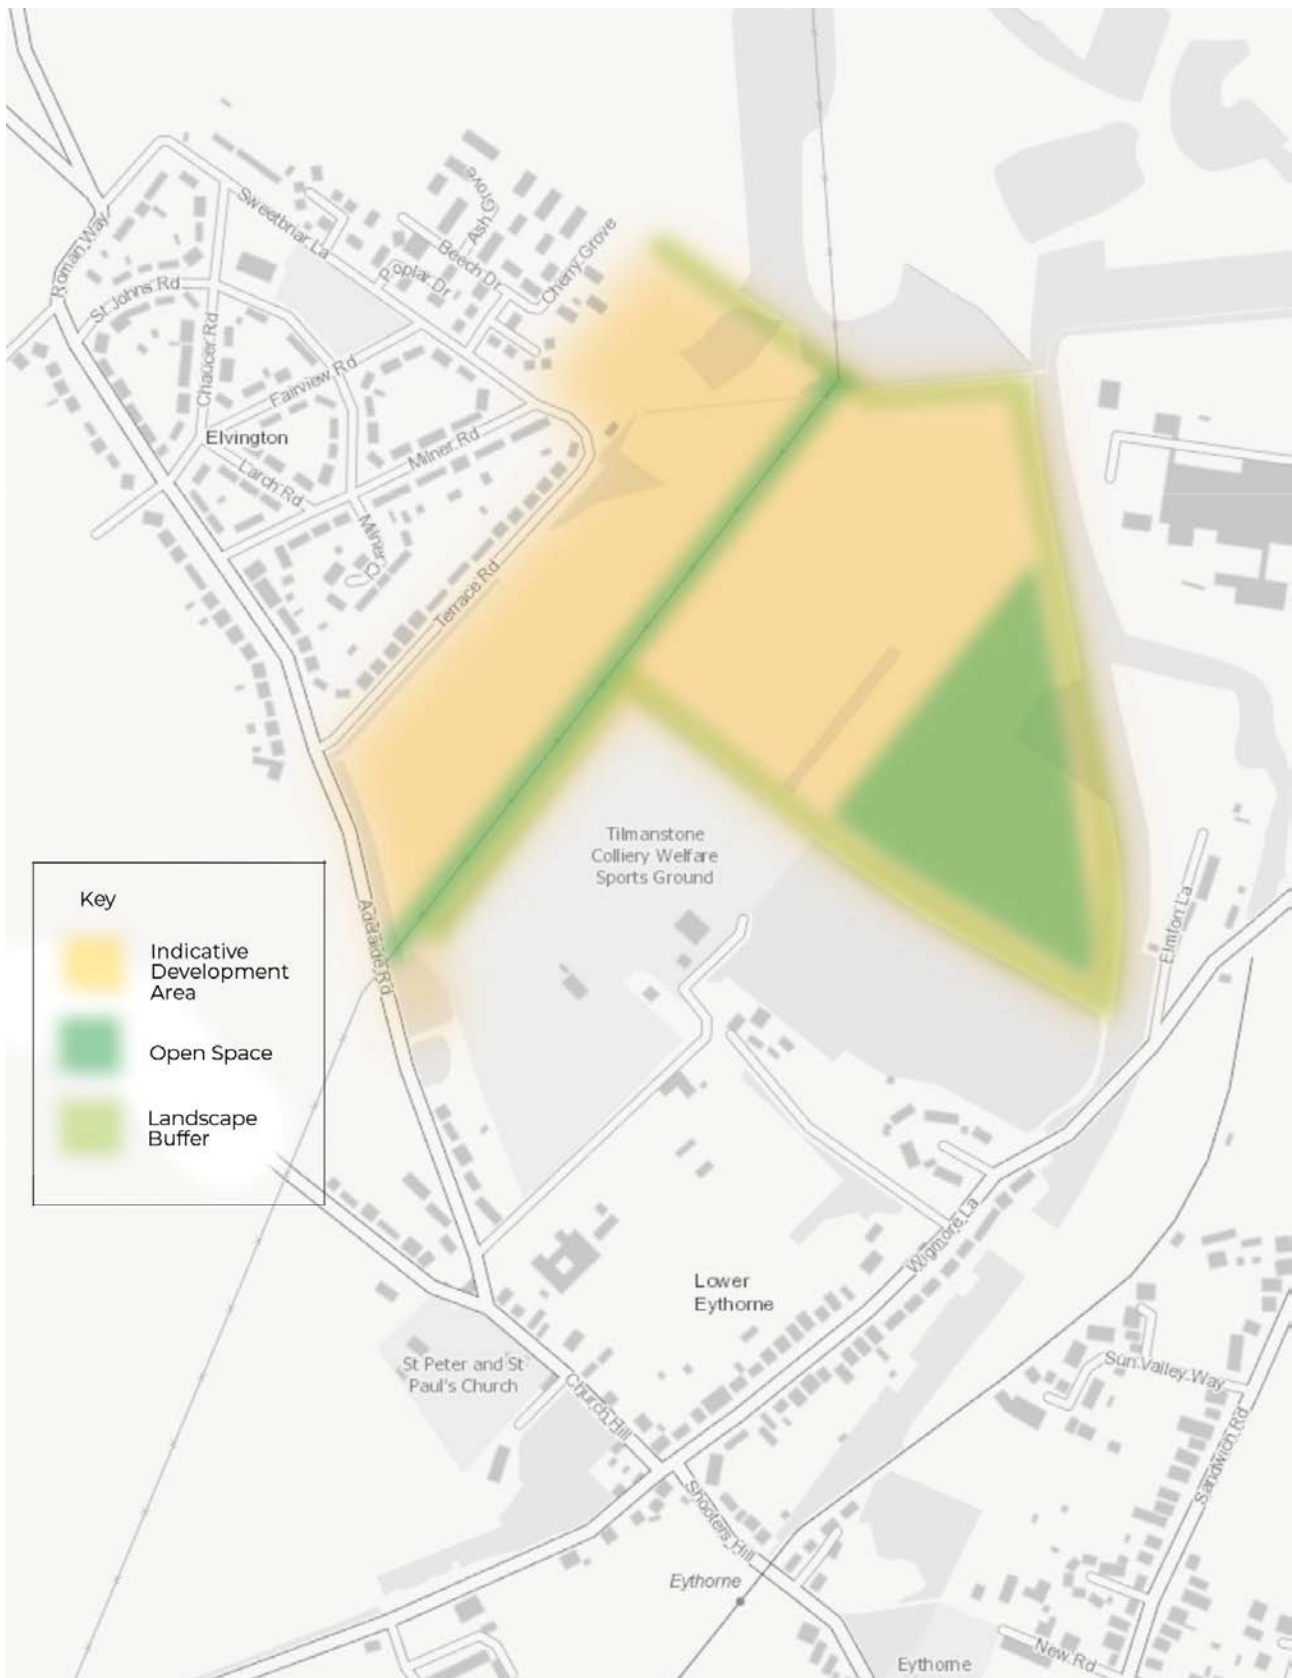 Sweetbriar La
Ash Grove
Beech Dr
Cherry Grove
Poplar Dr
Roman Way
St Johns Rd
Chaucer Rd
Fairview Rd
Elvington
Milner Rd
Larch Rd
Milner
Cl
Terrace Rd
Tilmanstone
Colliery Welfare
Sports Ground
Key
Indicative
Development
Area
Open Space
Landscape
Buffer
Adelaide Rd
Elmton La
Wigmore La
Lower
Eythorne
St Peter and St
Paul's Church
Church Hill
Sun Valley Way
Sandwich Rd
Shooters Hill
Eythorne
New Rd
Eythorne